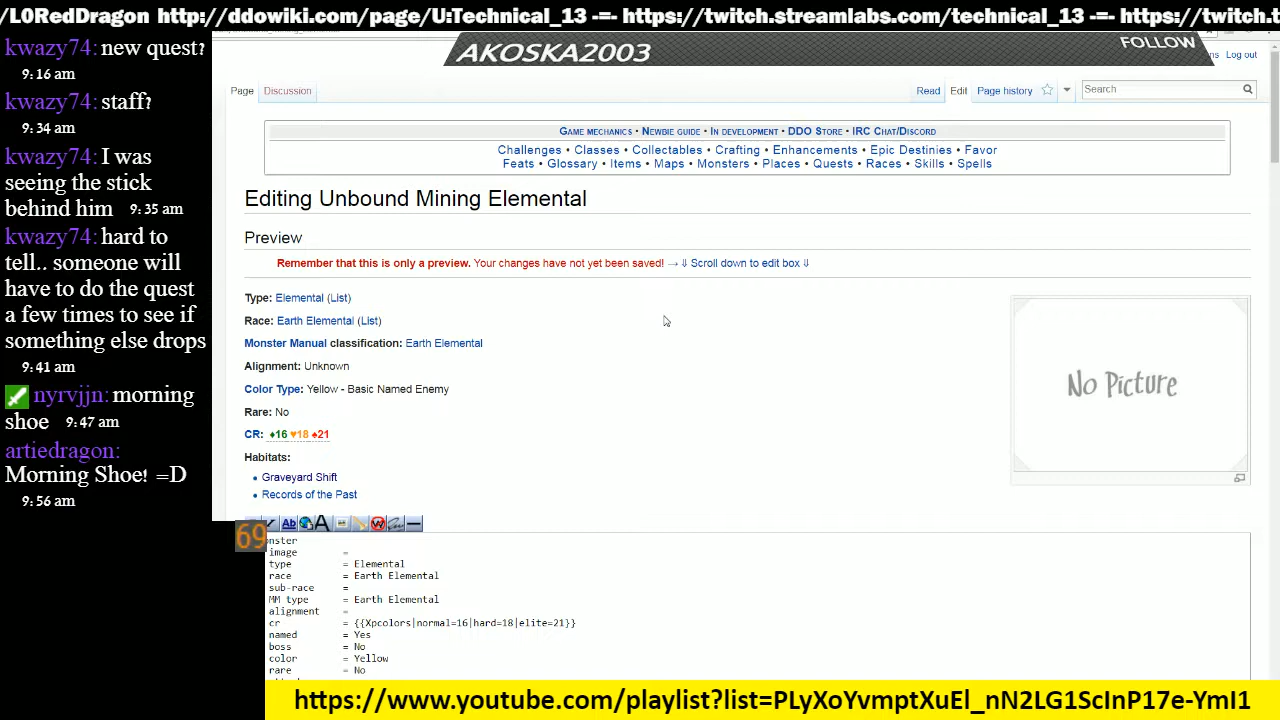 /L0RedDragon http://ddowiki.com/page/U:Technical_13 -=- https://twitch.streamlabs.com/technical_13 -=- https://twitch.t
kwazy74: new quest?
9:16 am
kwazy74: staff?
9:34 am
kwazy74: I was
seeing the stick
behind him 9:35 am
kwazy74: hard to
tell.. someone will
have to do the quest
a few times to see if
something else drops
9:41 am
nyrvjjn: morning
shoe 9:47 am
artiedragon:
Morning Shoe! =D
9:56 am
AKOSKA2003
FOLLOW
ns Log out
Page Discussion Read Edit Page history Search
Game mechanics • Newbie guide • In development • DDO Store • IRC Chat/Discord
Challenges • Classes • Collectables • Crafting • Enhancements • Epic Destinies • Favor
Feats • Glossary • Items • Maps • Monsters • Places • Quests • Races • Skills • Spells
Editing Unbound Mining Elemental
Preview
Remember that this is only a preview. Your changes have not yet been saved! → ⇓ Scroll down to edit box ⇓
Type: Elemental (List)
Race: Earth Elemental (List)
Monster Manual classification: Earth Elemental
Alignment: Unknown
Color Type: Yellow - Basic Named Enemy
Rare: No
CR: ♦16 ♥18 ♠21
Habitats:
• Graveyard Shift
• Records of the Past
No Picture
Ab A W
69
onster
image =
type = Elemental
race = Earth Elemental
sub-race =
MM type = Earth Elemental
alignment =
cr = {{Xpcolors|normal=16|hard=18|elite=21}}
named = Yes
boss = No
color = Yellow
rare = No
https://www.youtube.com/playlist?list=PLyXoYvmptXuEl_nN2LG1ScInP17e-YmI1